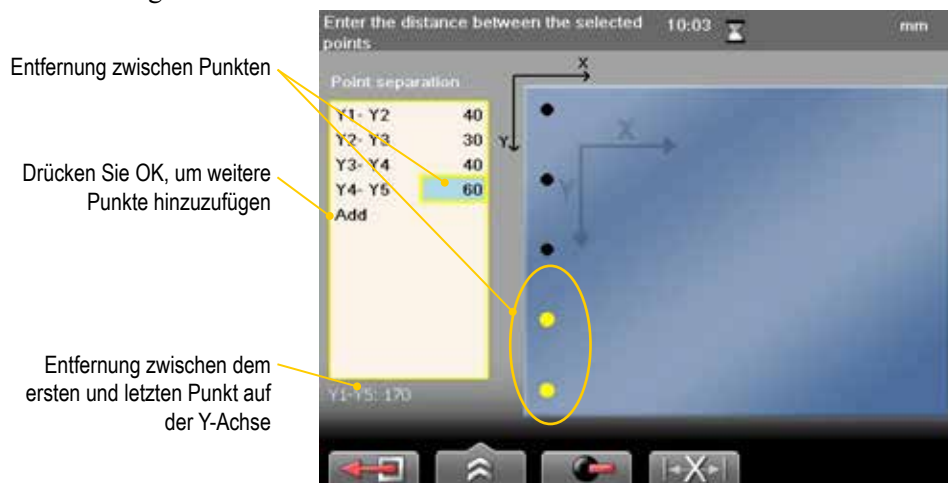 Enter the distance between the selected
points
10:03
mm
Entfernung zwischen Punkten
Point separation
X
Y1- Y2 40
Y2- Y3 30
Y
Y3- Y4 40
Y4- Y5 60
Add
X
Y
Drücken Sie OK, um weitere
Punkte hinzuzufügen
Entfernung zwischen dem
ersten und letzten Punkt auf
der Y-Achse
Y1-Y5: 170
X